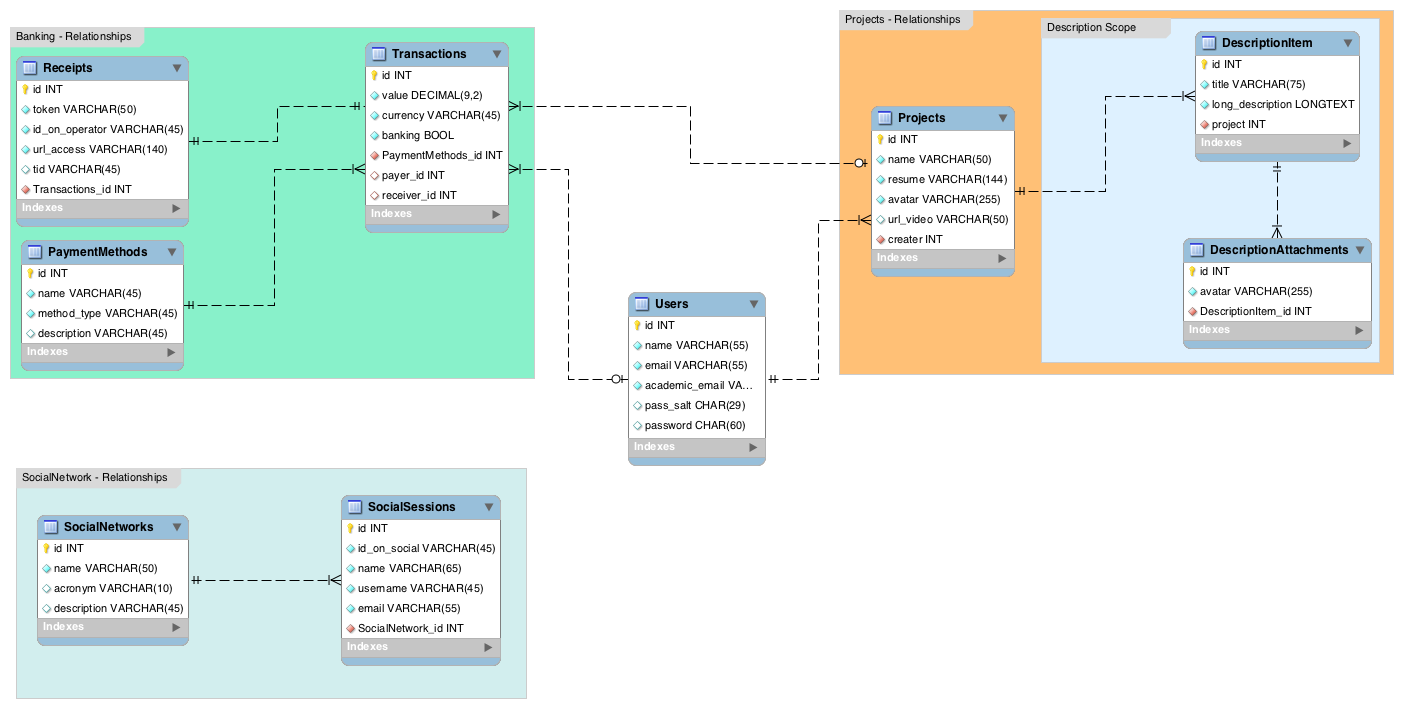 Banking - Relationships
Receipts
id INT
token VARCHAR(50)
id_on_operator VARCHAR(45)
url_access VARCHAR(140)
tid VARCHAR(45)
Transactions_id INT
Indexes
PaymentMethods
id INT
name VARCHAR(45)
method_type VARCHAR(45)
description VARCHAR(45)
Indexes
Transactions
id INT
value DECIMAL(9,2)
currency VARCHAR(45)
banking BOOL
PaymentMethods_id INT
payer_id INT
receiver_id INT
Indexes
Users
id INT
name VARCHAR(55)
email VARCHAR(55)
academic_email VA...
pass_salt CHAR(29)
password CHAR(60)
Indexes
Projects - Relationships
Projects
id INT
name VARCHAR(50)
resume VARCHAR(144)
avatar VARCHAR(255)
url_video VARCHAR(50)
creater INT
Indexes
Description Scope
DescriptionItem
id INT
title VARCHAR(75)
long_description LONGTEXT
project INT
Indexes
DescriptionAttachments
id INT
avatar VARCHAR(255)
DescriptionItem_id INT
Indexes
SocialNetwork - Relationships
SocialNetworks
id INT
name VARCHAR(50)
acronym VARCHAR(10)
description VARCHAR(45)
Indexes
SocialSessions
id INT
id_on_social VARCHAR(45)
name VARCHAR(65)
username VARCHAR(45)
email VARCHAR(55)
SocialNetwork_id INT
Indexes